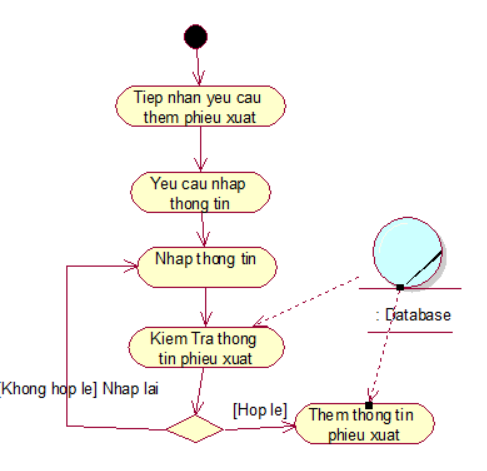 Tiep nhan yeu cau
them phieu xuat
Yeu cau nhap
thong tin
Nhap thong tin
: Database
Kiem Tra thong
tin phieu xuat
[Khong hop le] Nhap lai
[Hop le]
Them thong tin
phieu xuat